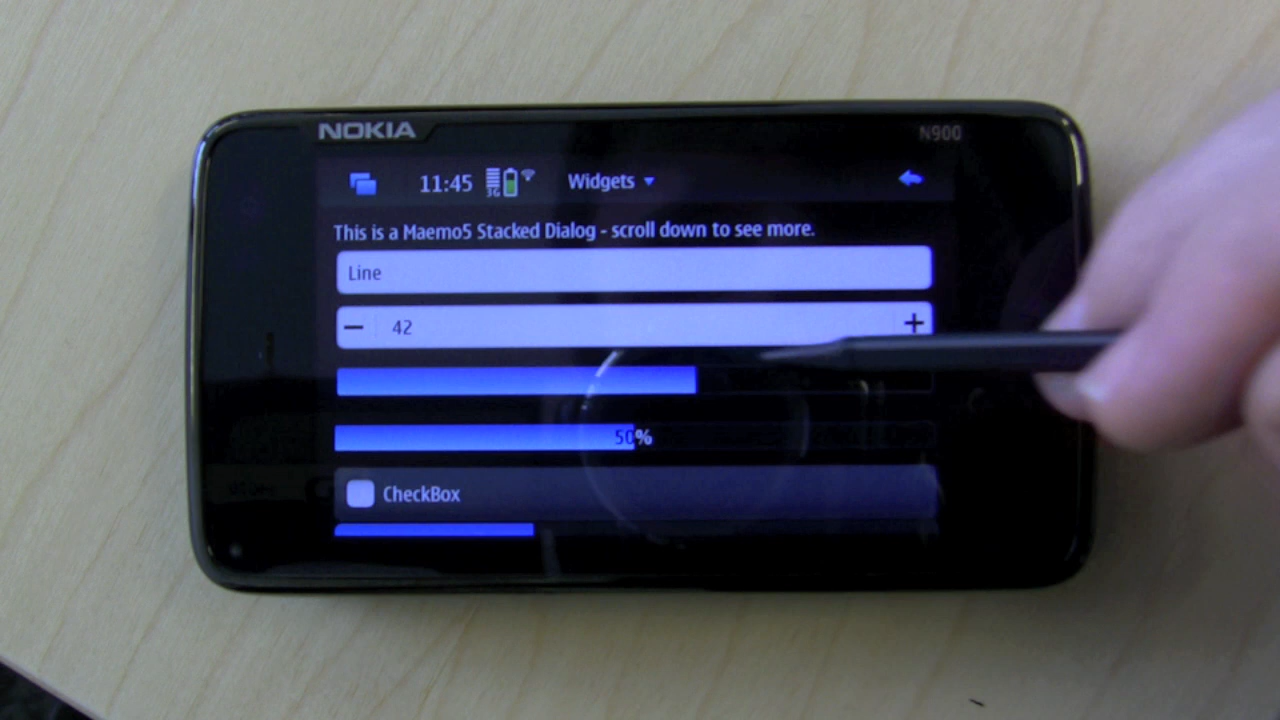 NOKIA
N900
11:45
3G
Widgets
This is a Maemo5 Stacked Dialog - scroll down to see more.
Line
− 42 +
50%
CheckBox